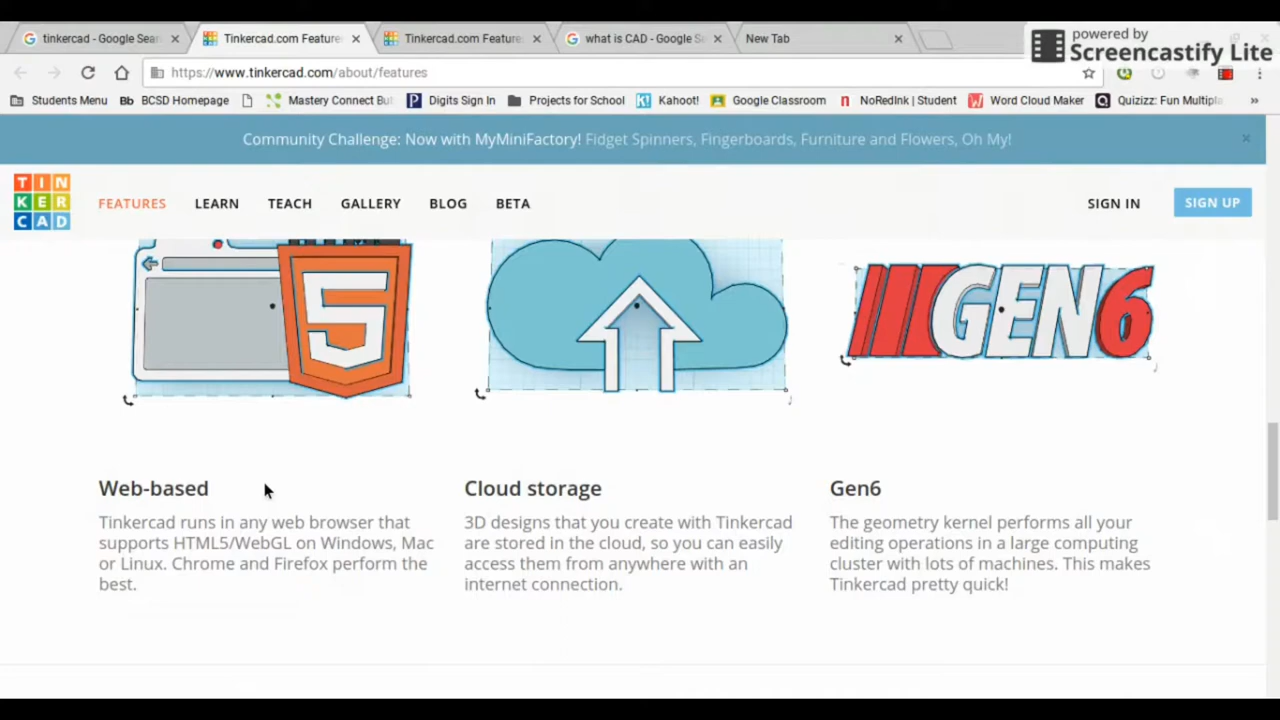 tinkercad - Google Sear
Tinkercad.com Feature
Tinkercad.com Feature
what is CAD - Google S
New Tab
powered by
Screencastify Lite
https://www.tinkercad.com/about/features
Students Menu
Bb BCSD Homepage
Mastery Connect Bu
Digits Sign In
Projects for School
K! Kahoot!
Google Classroom
n NoRedInk | Student
Word Cloud Maker
Quizizz: Fun Multipla
»
Community Challenge: Now with MyMiniFactory! Fidget Spinners, Fingerboards, Furniture and Flowers, Oh My!
TIN
KER
CAD
FEATURES
LEARN
TEACH
GALLERY
BLOG
BETA
SIGN IN
SIGN UP
5
GEN6
Web-based
Tinkercad runs in any web browser that
supports HTML5/WebGL on Windows, Mac
or Linux. Chrome and Firefox perform the
best.
Cloud storage
3D designs that you create with Tinkercad
are stored in the cloud, so you can easily
access them from anywhere with an
internet connection.
Gen6
The geometry kernel performs all your
editing operations in a large computing
cluster with lots of machines. This makes
Tinkercad pretty quick!